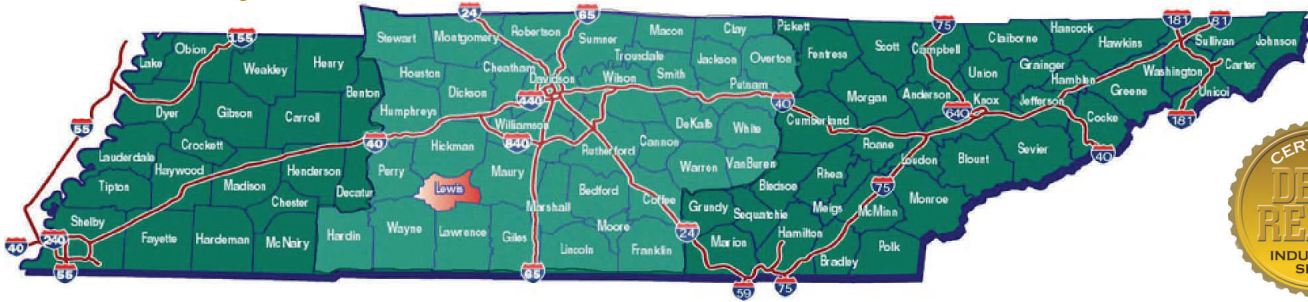 24
65
75
181
81
155
Stewart
Montgomery
Robertson
Sumner
Macon
Clay
Pickett
Scott
Campbell
Claiborne
Hancock
Hawkins
Sullivan
Johnson
Lake
Obion
Weakley
Henry
Houston
Cheatham
Davidson
Trousdale
Wilson
Smith
Jackson
Overton
Fentress
Union
Grainger
Hamblen
Washington
Carter
Benton
Dickson
Humphreys
440
Putnam
40
Morgan
Anderson
640
Knox
Jefferson
Greene
Unicoi
181
55
Dyer
Gibson
Carroll
Crockett
Williamson
840
40
Hickman
Rutherford
Cannon
DeKalb
White
Cumberland
Roane
Loudon
Blount
Sevier
Cocke
40
Lauderdale
Haywood
Tipton
Madison
Henderson
Decatur
Chester
Perry
Lewis
Maury
Bedford
Coffee
Warren
VanBuren
Bledsoe
Rhea
75
Meigs
McMinn
Monroe
Shelby
Fayette
Hardeman
McNairy
Hardin
Wayne
Lawrence
Giles
Marshall
Moore
Lincoln
Franklin
Grundy
Sequatchie
Marion
Hamilton
Bradley
Polk
40
240
55
65
24
59
75
INDU